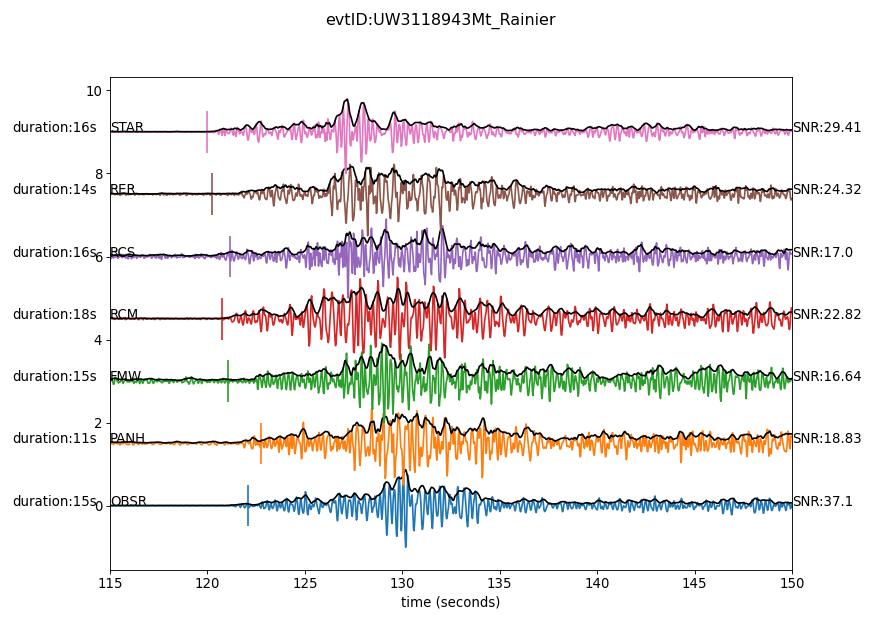 evtID:UW3118943Mt_Rainier
10
duration:16s STAR SNR:29.41
8
duration:14s RER SNR:24.32
duration:16s RCS SNR:17.0
6
duration:18s RCM SNR:22.82
4
duration:15s FMW SNR:16.64
2
duration:11s PANH SNR:18.83
duration:15s OBSR SNR:37.1
0
115 120 125 130 135 140 145 150
time (seconds)